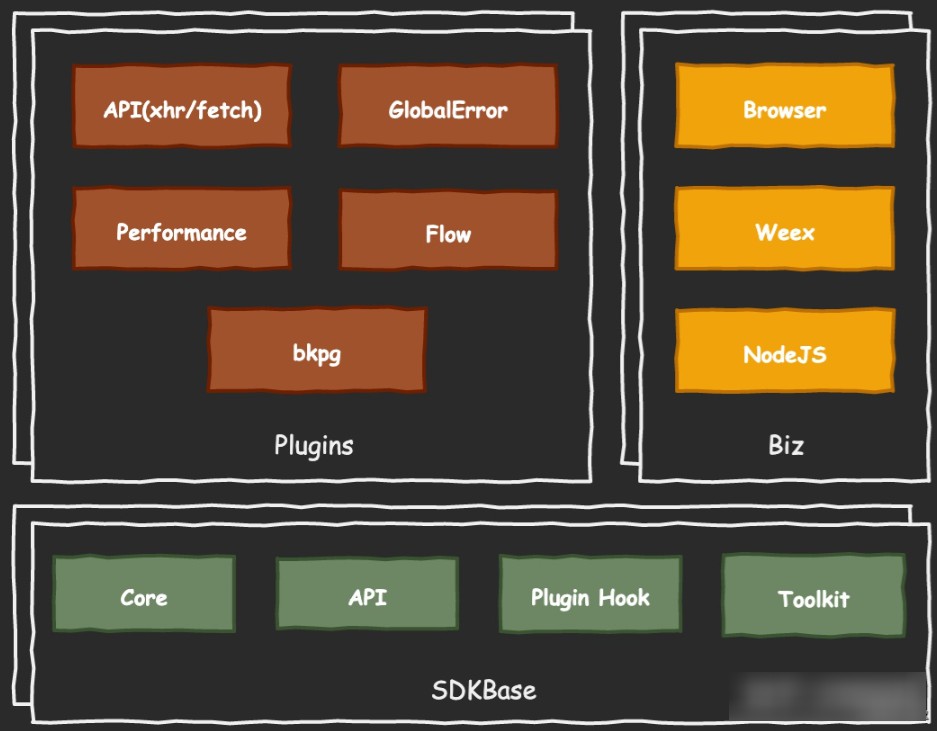 API(xhr/fetch)
GlobalError
Performance
Flow
bkpg
Plugins
Browser
Weex
NodeJS
Biz
Core
API
Plugin Hook
Toolkit
SDKBase